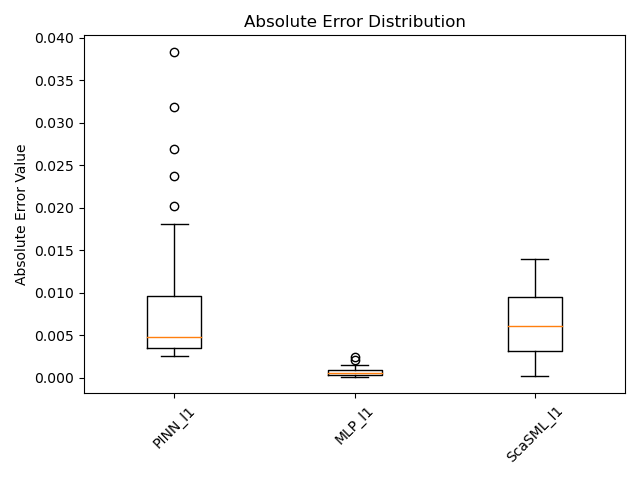 Absolute Error Distribution
Absolute Error Value
0.040
0.035
0.030
0.025
0.020
0.015
0.010
0.005
0.000
PINN_l1
MLP_l1
ScaSML_l1